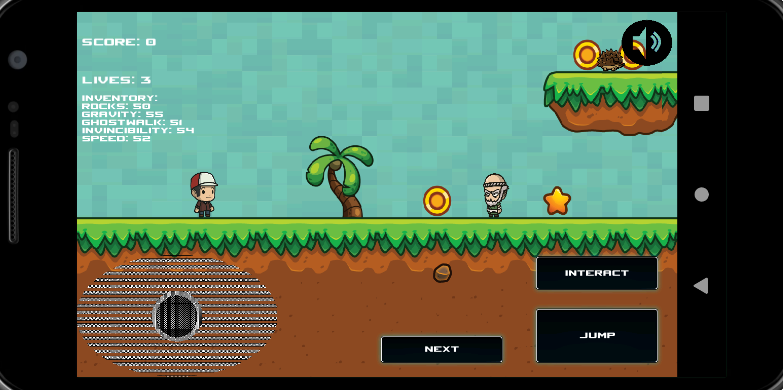 SCORE: 0
LIVES: 3
INVENTORY:
ROCKS: 50
GRAVITY: 55
GHOSTWALK: 51
INVINCIBILITY: 54
SPEED: 52
INTERACT
JUMP
NEXT